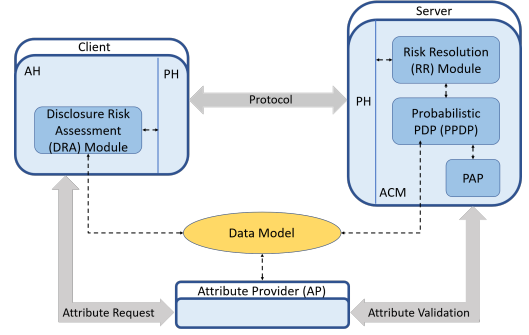 Client
Server
AH
PH
Disclosure Risk
Assessment
(DRA) Module
Protocol
PH
Risk Resolution
(RR) Module
Probabilistic
PDP (PPDP)
PAP
ACM
Data Model
Attribute Provider (AP)
Attribute Request
Attribute Validation